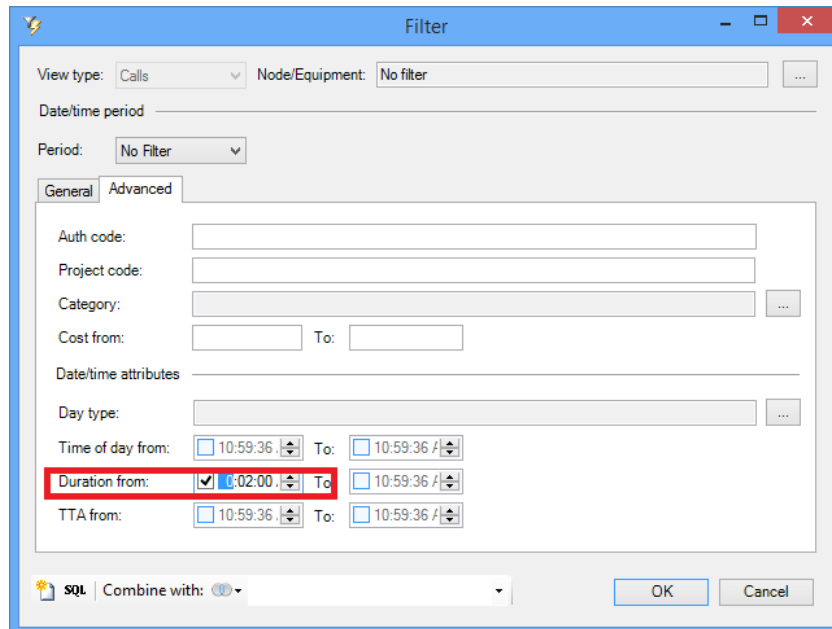 Filter
View type: Calls Node/Equipment: No filter ...
Date/time period
Period: No Filter
General Advanced
Auth code:
Project code:
Category: ...
Cost from: To:
Date/time attributes
Day type: ...
Time of day from: 10:59:36 To: 10:59:36 A
Duration from: 0:02:00 To 10:59:36 A
TTA from: 10:59:36 To: 10:59:36 A
SQL Combine with: OK Cancel